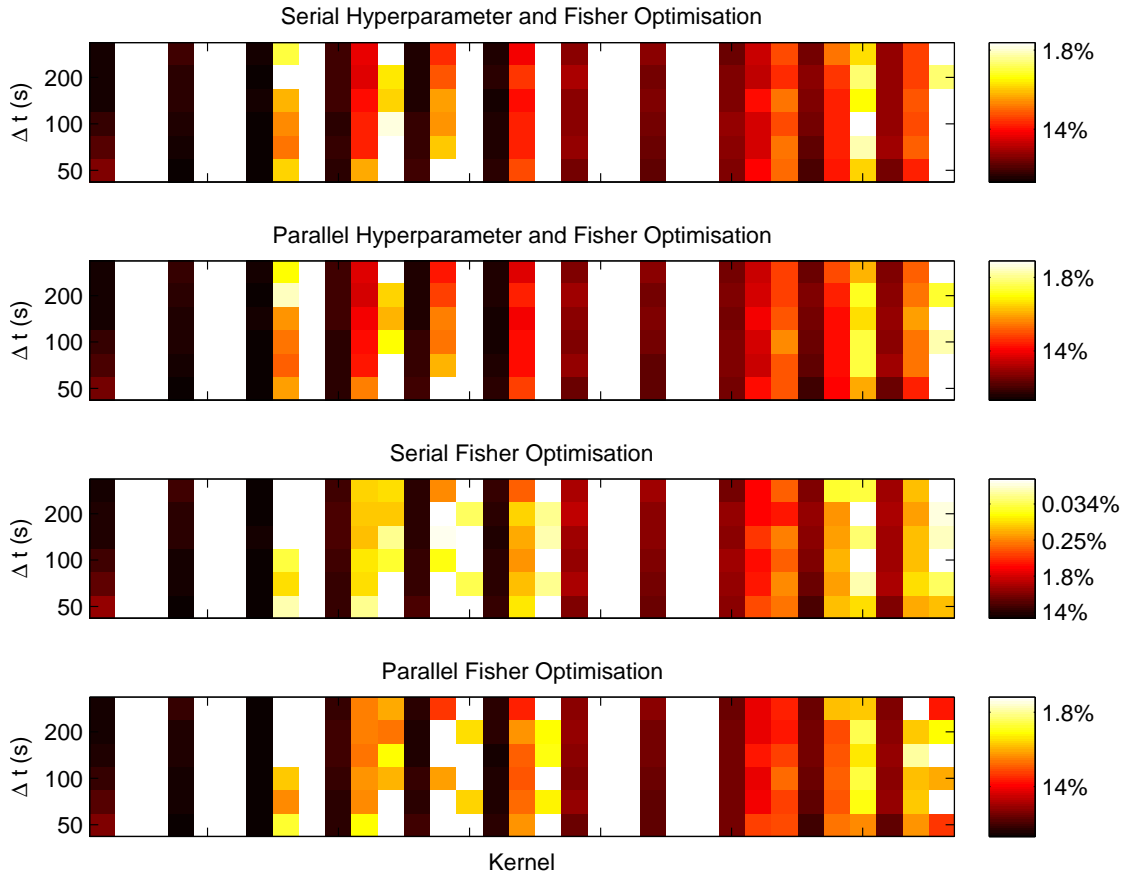 Serial Hyperparameter and Fisher Optimisation
Δ t (s)
200
100
50
1.8%
14%
Parallel Hyperparameter and Fisher Optimisation
Δ t (s)
200
100
50
1.8%
14%
Serial Fisher Optimisation
Δ t (s)
200
100
50
0.034%
0.25%
1.8%
14%
Parallel Fisher Optimisation
Δ t (s)
200
100
50
1.8%
14%
Kernel